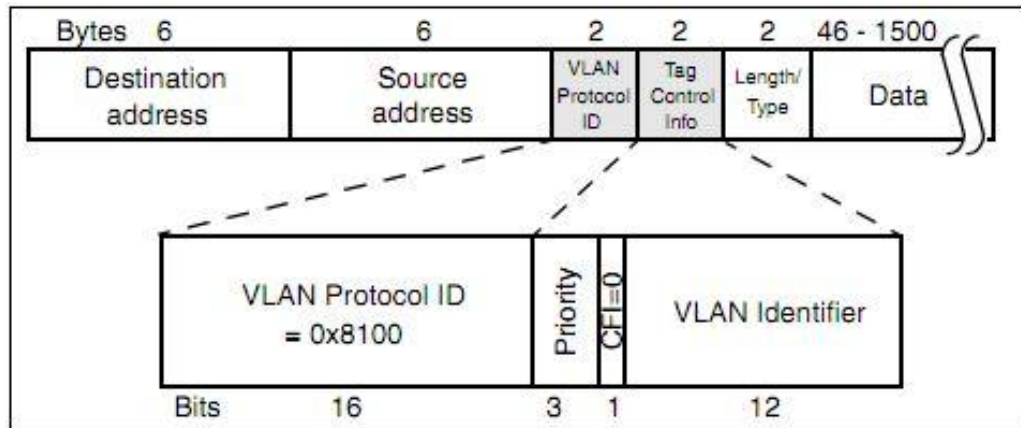 Bytes 6 6 2 2 2 46 - 1500
Destination address
Source address
VLAN Protocol ID
Tag Control Info
Length/ Type
Data
VLAN Protocol ID
= 0x8100
Priority
CFI=0
VLAN Identifier
Bits 16 3 1 12